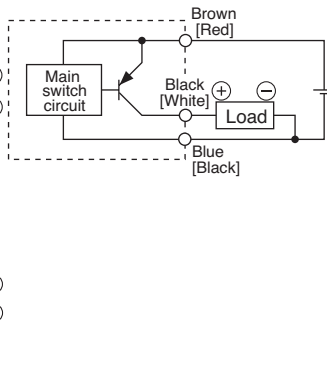 Brown
[Red]
Main
switch
circuit
Black
[White]
+
−
Load
Blue
[Black]